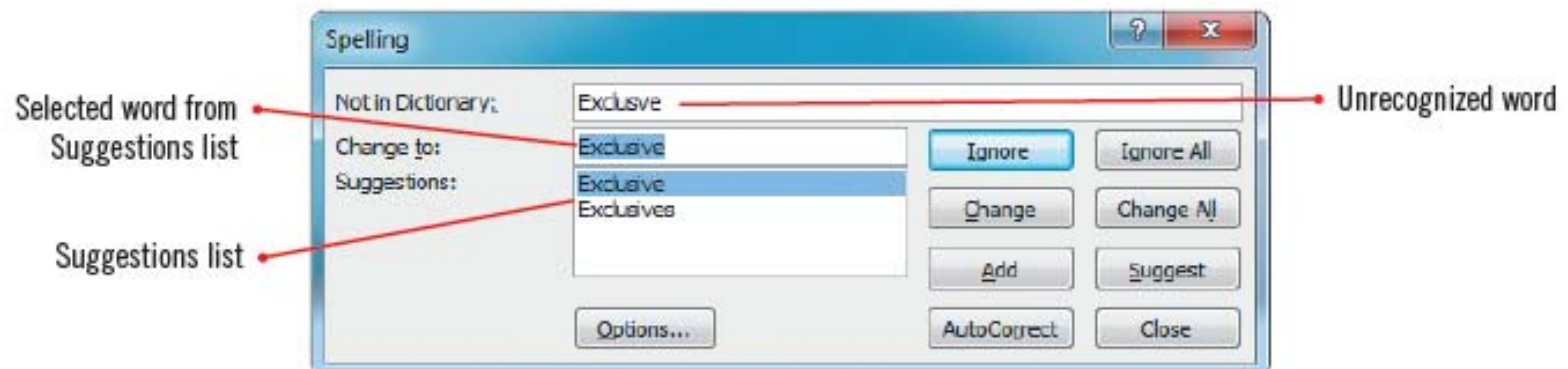 Spelling
?
x
Not in Dictionary:
Exclusve
Unrecognized word
Selected word from
Suggestions list
Change to:
Exclusive
Ignore
Ignore All
Suggestions:
Exclusive
Exclusives
Change
Change All
Suggestions list
Add
Suggest
Options...
AutoCorrect
Close